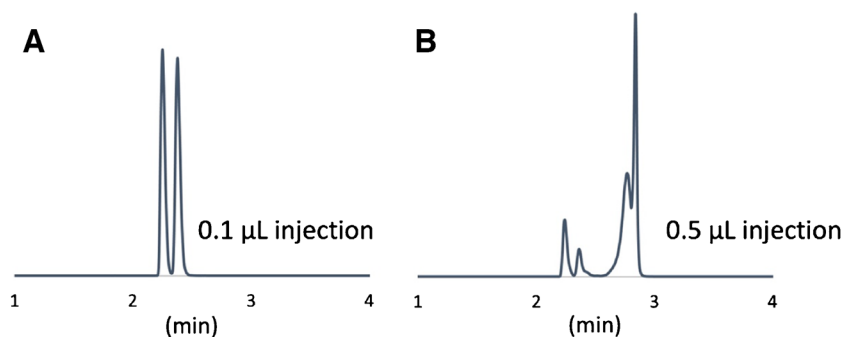 A
0.1 µL injection
1 2 3 4
(min)
B
0.5 µL injection
1 2 3 4
(min)